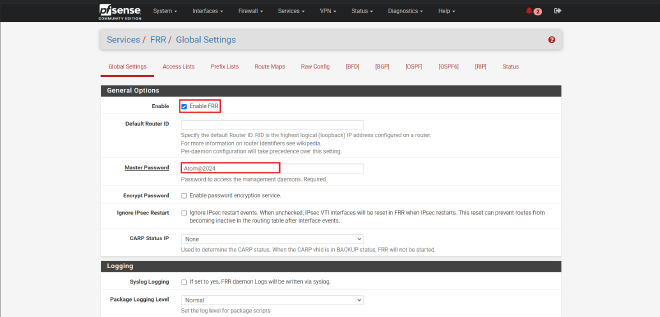 pfsense
COMMUNITY EDITION
System
Interfaces
Firewall
Services
VPN
Status
Diagnostics
Help
3
Services / FRR / Global Settings
Global Settings
Access Lists
Prefix Lists
Route Maps
Raw Config
[BFD]
[BGP]
[OSPF]
[OSPF6]
[RIP]
Status
General Options
Enable
Enable FRR
Default Router ID
Specify the default Router ID. RID is the highest logical (loopback) IP address configured on a router.
For more information on router identifiers see wikipedia.
Per-daemon configuration will take precedence over this setting.
Master Password
Atom@2024
Password to access the management daemons. Required.
Encrypt Password
Enable password encryption service.
Ignore IPsec Restart
Ignore IPsec restart events. When unchecked, IPsec VTI interfaces will be reset in FRR when IPsec restarts. This reset can prevent routes from
becoming inactive in the routing table after interface events.
CARP Status IP
None
Used to determine the CARP status. When the CARP vhid is in BACKUP status, FRR will not be started.
Logging
Syslog Logging
If set to yes, FRR daemon Logs will be written via syslog.
Package Logging Level
Normal
Set the log level for package scripts